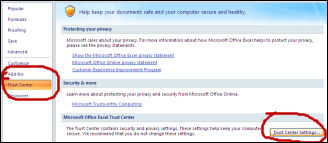 Popular
Formulas
Proofing
Save
Advanced
Customize
Add-Ins
Trust Center
Resources
Help keep your documents safe and your computer secure and healthy.
Protecting your privacy
Microsoft cares about your privacy. For more information about how Microsoft Office Excel helps to protect your privacy,
please see the privacy statements.
Show the Microsoft Office Excel privacy statement
Microsoft Office Online privacy statement
Customer Experience Improvement Program
Security & more
Learn more about protecting your privacy and security from Microsoft Office Online.
Microsoft Trustworthy Computing
Microsoft Office Excel Trust Center
The Trust Center contains security and privacy settings. These settings help keep your computer
secure. We recommend that you do not change these settings.
Trust Center Settings...